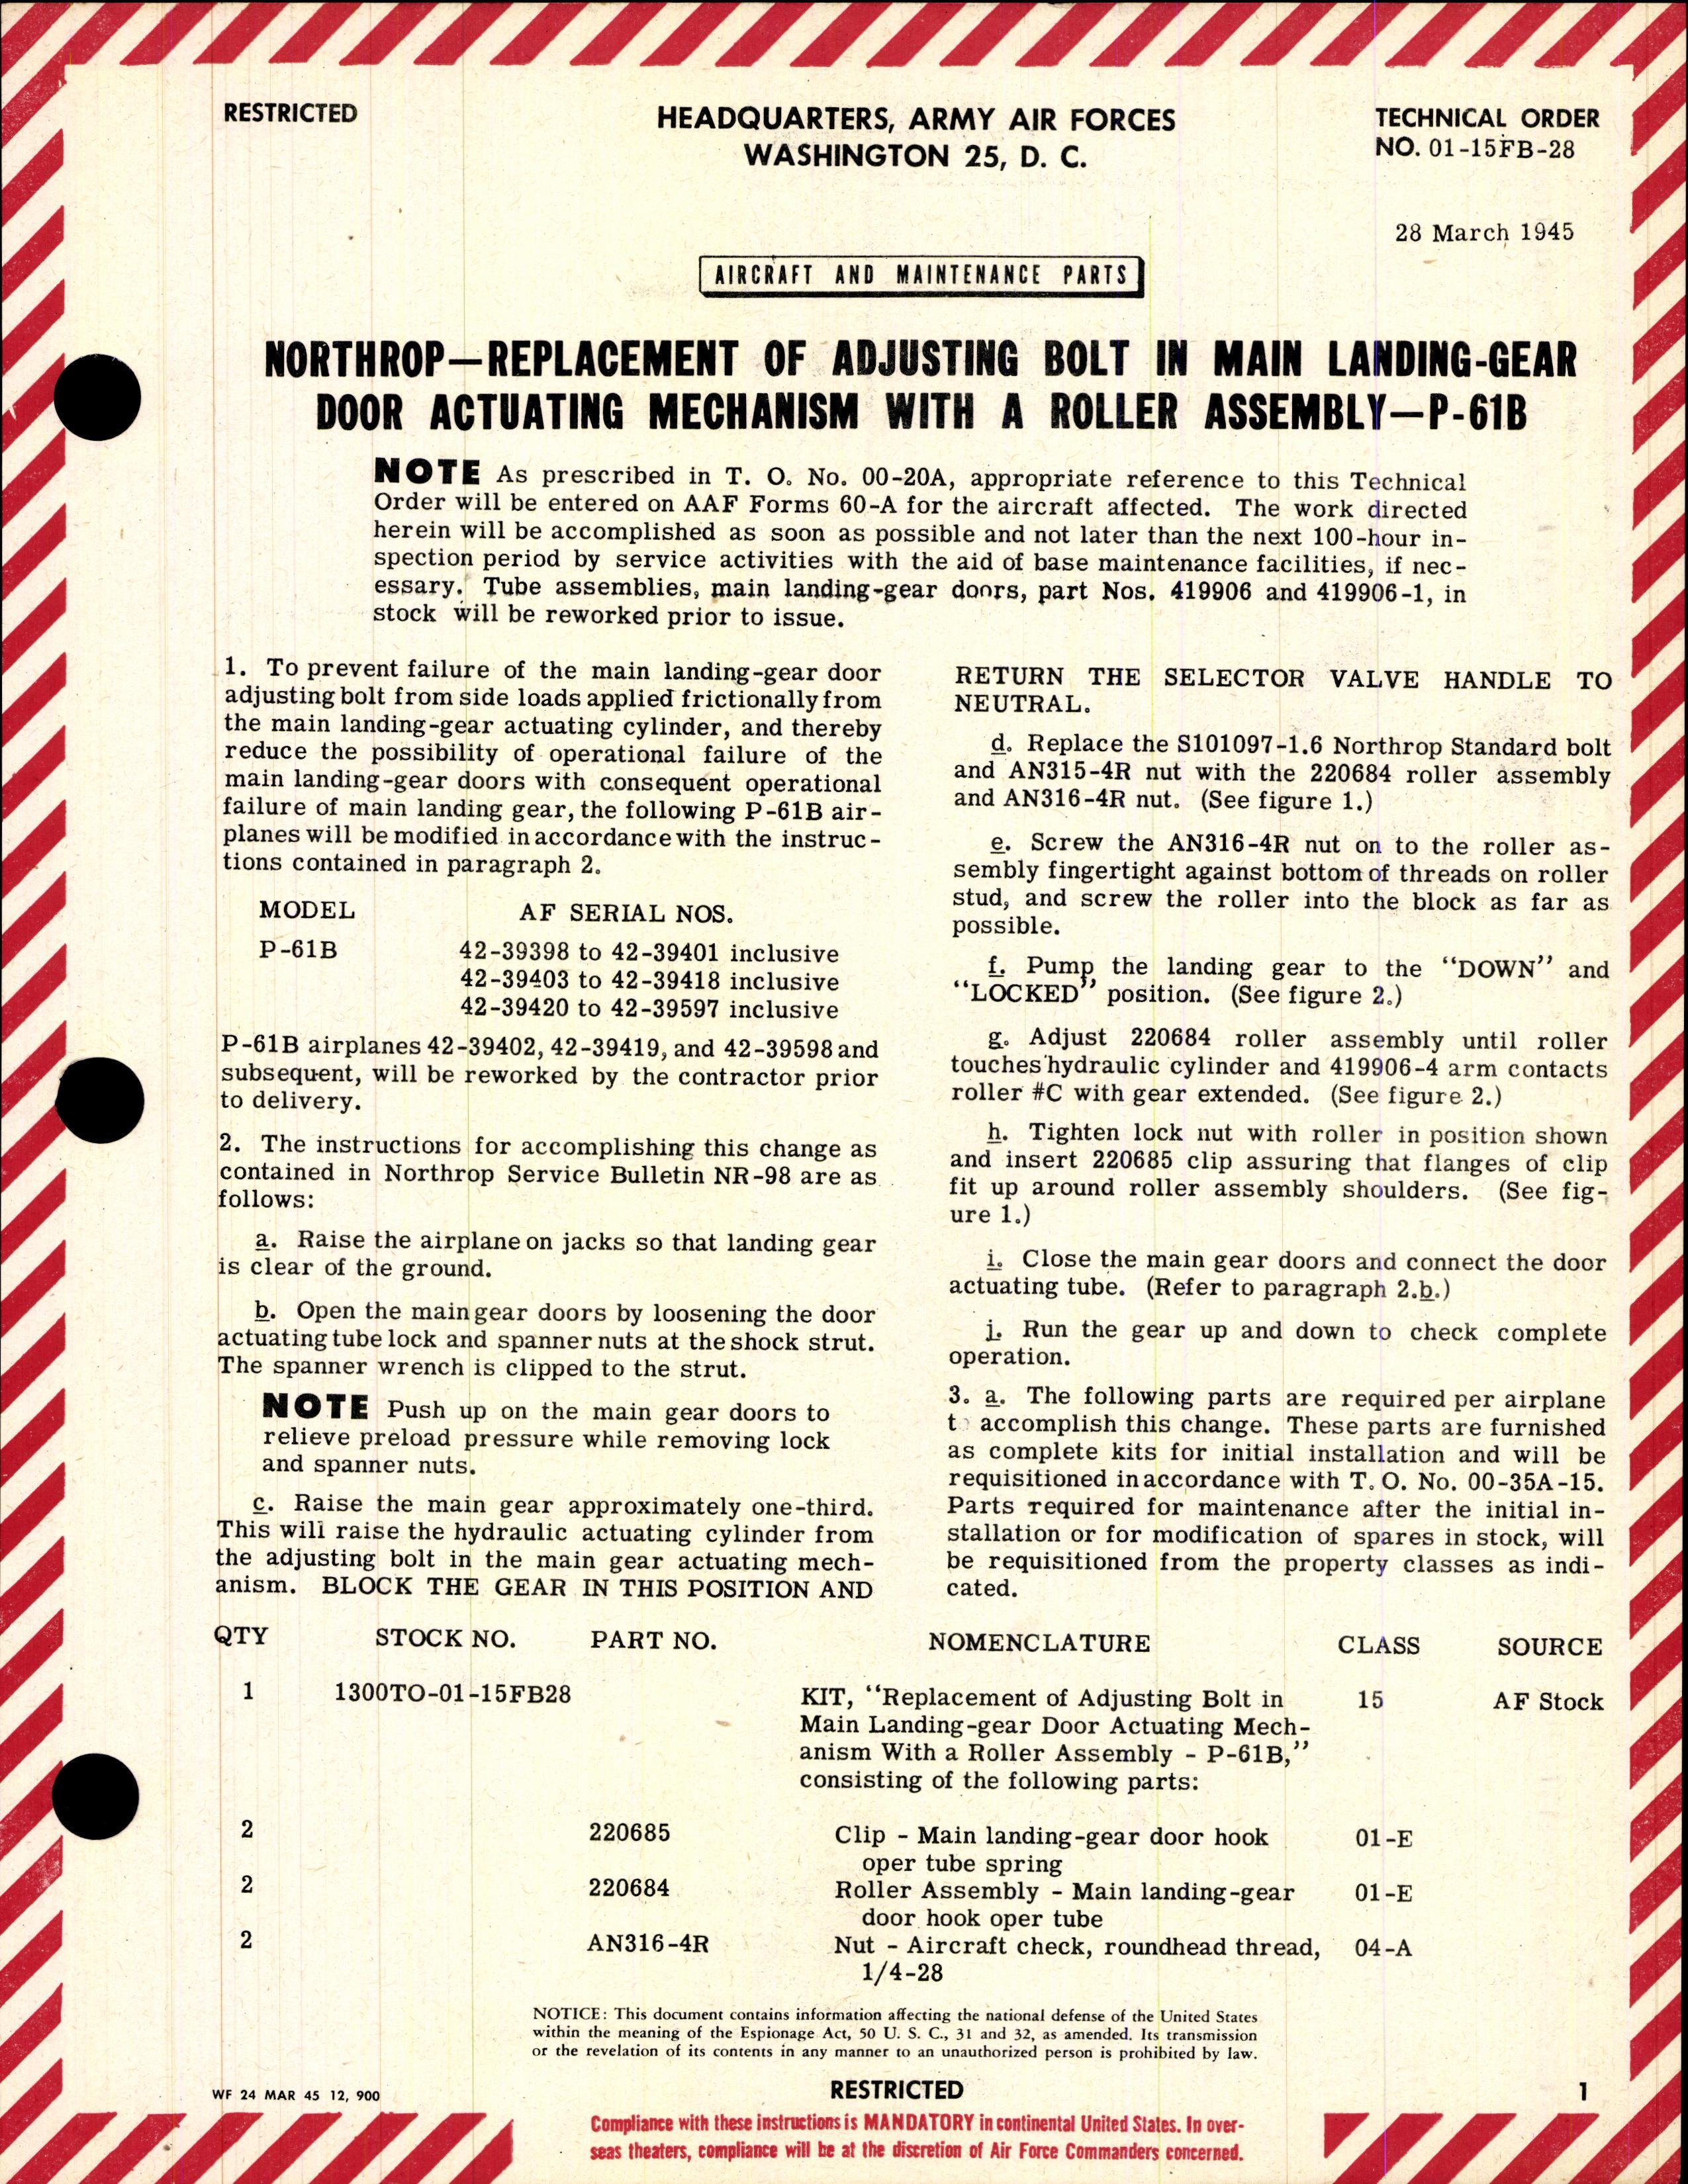 RESTRICTED
HEADQUARTERS, ARMY AIR FORCES
WASHINGTON 25, D. C.
TECHNICAL ORDER
NO. 01-15FB-28
28 March 1945
AIRCRAFT AND MAINTENANCE PARTS
NORTHROP—REPLACEMENT OF ADJUSTING BOLT IN MAIN LANDING-GEAR
DOOR ACTUATING MECHANISM WITH A ROLLER ASSEMBLY—P-61B
NOTE As prescribed in T. O. No. 00-20A, appropriate reference to this Technical
Order will be entered on AAF Forms 60-A for the aircraft affected. The work directed
herein will be accomplished as soon as possible and not later than the next 100-hour in-
spection period by service activities with the aid of base maintenance facilities, if nec-
essary. Tube assemblies, main landing-gear doors, part Nos. 419906 and 419906-1, in
stock will be reworked prior to issue.
1. To prevent failure of the main landing-gear door
adjusting bolt from side loads applied frictionally from
the main landing-gear actuating cylinder, and thereby
reduce the possibility of operational failure of the
main landing-gear doors with consequent operational
failure of main landing gear, the following P-61B air-
planes will be modified in accordance with the instruc-
tions contained in paragraph 2.
MODEL AF SERIAL NOS.
P-61B 42-39398 to 42-39401 inclusive
42-39403 to 42-39418 inclusive
42-39420 to 42-39597 inclusive
P-61B airplanes 42-39402, 42-39419, and 42-39598 and
subsequent, will be reworked by the contractor prior
to delivery.
2. The instructions for accomplishing this change as
contained in Northrop Service Bulletin NR-98 are as
follows:
a. Raise the airplane on jacks so that landing gear
is clear of the ground.
b. Open the main gear doors by loosening the door
actuating tube lock and spanner nuts at the shock strut.
The spanner wrench is clipped to the strut.
NOTE Push up on the main gear doors to
relieve preload pressure while removing lock
and spanner nuts.
c. Raise the main gear approximately one-third.
This will raise the hydraulic actuating cylinder from
the adjusting bolt in the main gear actuating mech-
anism. BLOCK THE GEAR IN THIS POSITION AND
RETURN THE SELECTOR VALVE HANDLE TO
NEUTRAL.
d. Replace the S101097-1.6 Northrop Standard bolt
and AN315-4R nut with the 220684 roller assembly
and AN316-4R nut. (See figure 1.)
e. Screw the AN316-4R nut on to the roller as-
sembly fingertight against bottom of threads on roller
stud, and screw the roller into the block as far as
possible.
f. Pump the landing gear to the "DOWN" and
"LOCKED" position. (See figure 2.)
g. Adjust 220684 roller assembly until roller
touches hydraulic cylinder and 419906-4 arm contacts
roller #C with gear extended. (See figure 2.)
h. Tighten lock nut with roller in position shown
and insert 220685 clip assuring that flanges of clip
fit up around roller assembly shoulders. (See fig-
ure 1.)
i. Close the main gear doors and connect the door
actuating tube. (Refer to paragraph 2.b.)
j. Run the gear up and down to check complete
operation.
3. a. The following parts are required per airplane
t accomplish this change. These parts are furnished
as complete kits for initial installation and will be
requisitioned in accordance with T. O. No. 00-35A-15.
Parts required for maintenance after the initial in-
stallation or for modification of spares in stock, will
be requisitioned from the property classes as indi-
cated.
QTY STOCK NO. PART NO. NOMENCLATURE CLASS SOURCE
1 1300TO-01-15FB28 KIT, "Replacement of Adjusting Bolt in 15 AF Stock
Main Landing-gear Door Actuating Mech-
anism With a Roller Assembly - P-61B,"
consisting of the following parts:
2 220685 Clip - Main landing-gear door hook 01-E
oper tube spring
2 220684 Roller Assembly - Main landing-gear 01-E
door hook oper tube
2 AN316-4R Nut - Aircraft check, roundhead thread, 04-A
1/4-28
NOTICE: This document contains information affecting the national defense of the United States
within the meaning of the Espionage Act, 50 U. S. C., 31 and 32, as amended. Its transmission
or the revelation of its contents in any manner to an unauthorized person is prohibited by law.
WF 24 MAR 45 12, 900
RESTRICTED
1
Compliance with these instructions is MANDATORY in continental United States. In over-
seas theaters, compliance will be at the discretion of Air Force Commanders concerned.